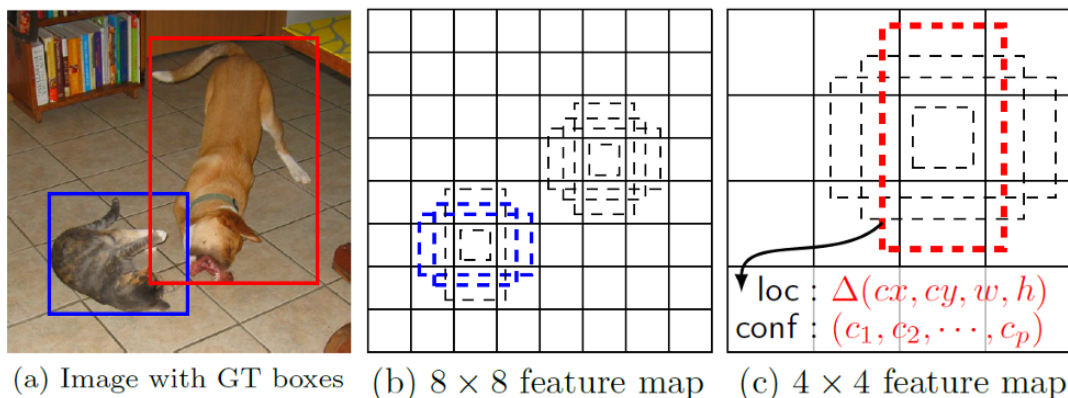 loc : Δ(cx, cy, w, h)
conf : (c₁, c₂, ⋯, cₚ)
(a) Image with GT boxes
(b) 8 × 8 feature map
(c) 4 × 4 feature map